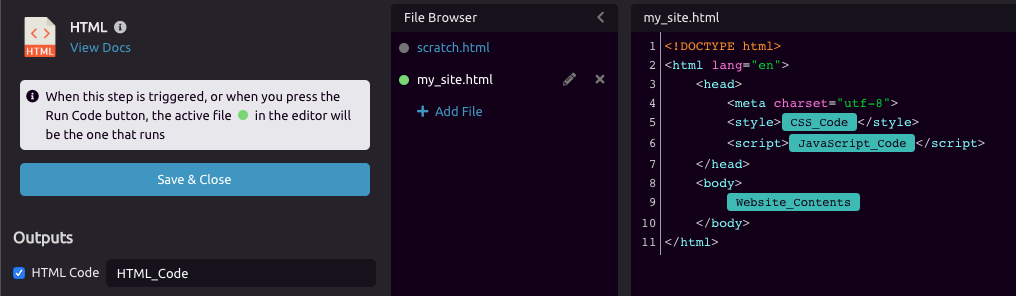 HTML
HTML
View Docs
When this step is triggered, or when you press the
Run Code button, the active file in the editor will
be the one that runs
Save & Close
Outputs
HTML Code HTML_Code
File Browser
scratch.html
my_site.html
Add File
my_site.html
1 <!DOCTYPE html>
2 <html lang="en">
3 <head>
4 <meta charset="utf-8">
5 <style> CSS_Code </style>
6 <script> JavaScript_Code </script>
7 </head>
8 <body>
9 Website_Contents
10 </body>
11 </html>